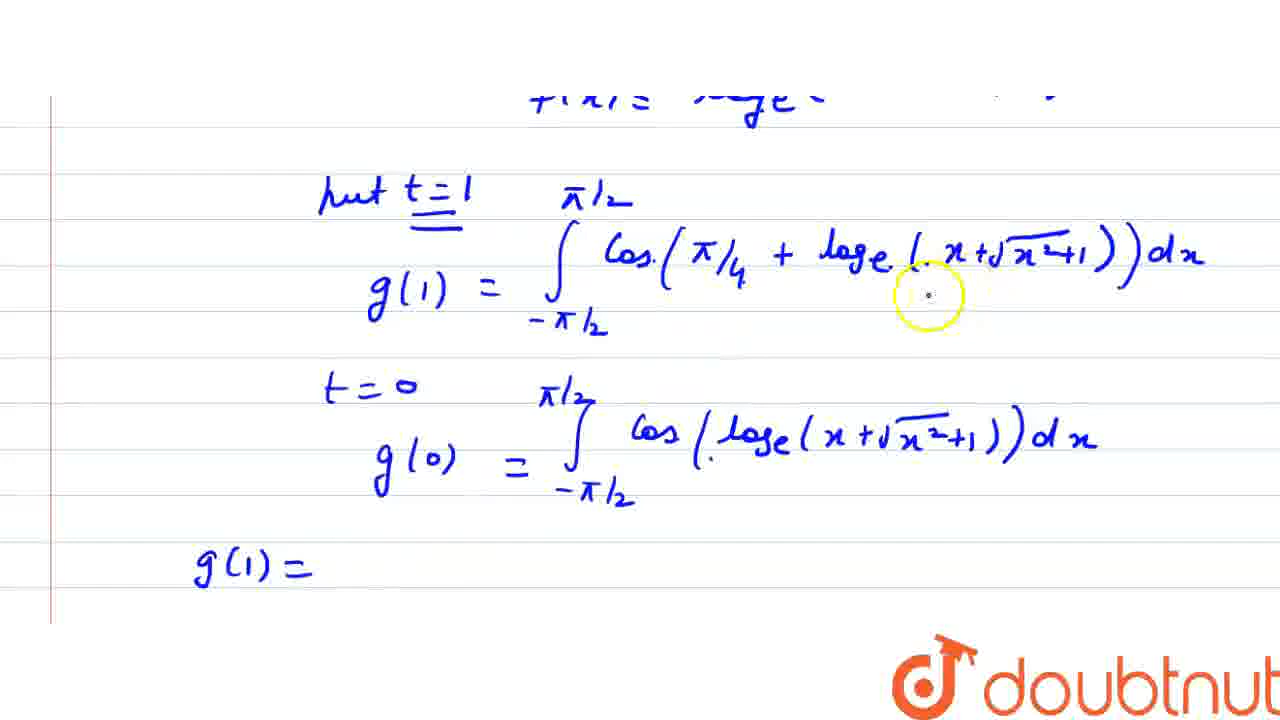 put t = 1
g(1) = ∫_{-π/2}^{π/2} Cos(π/4 + loge(x+√x²+1)) dx
t = 0
g(0) = ∫_{-π/2}^{π/2} Cos(loge(x+√x²+1)) dx
g(1) =
doubtnut